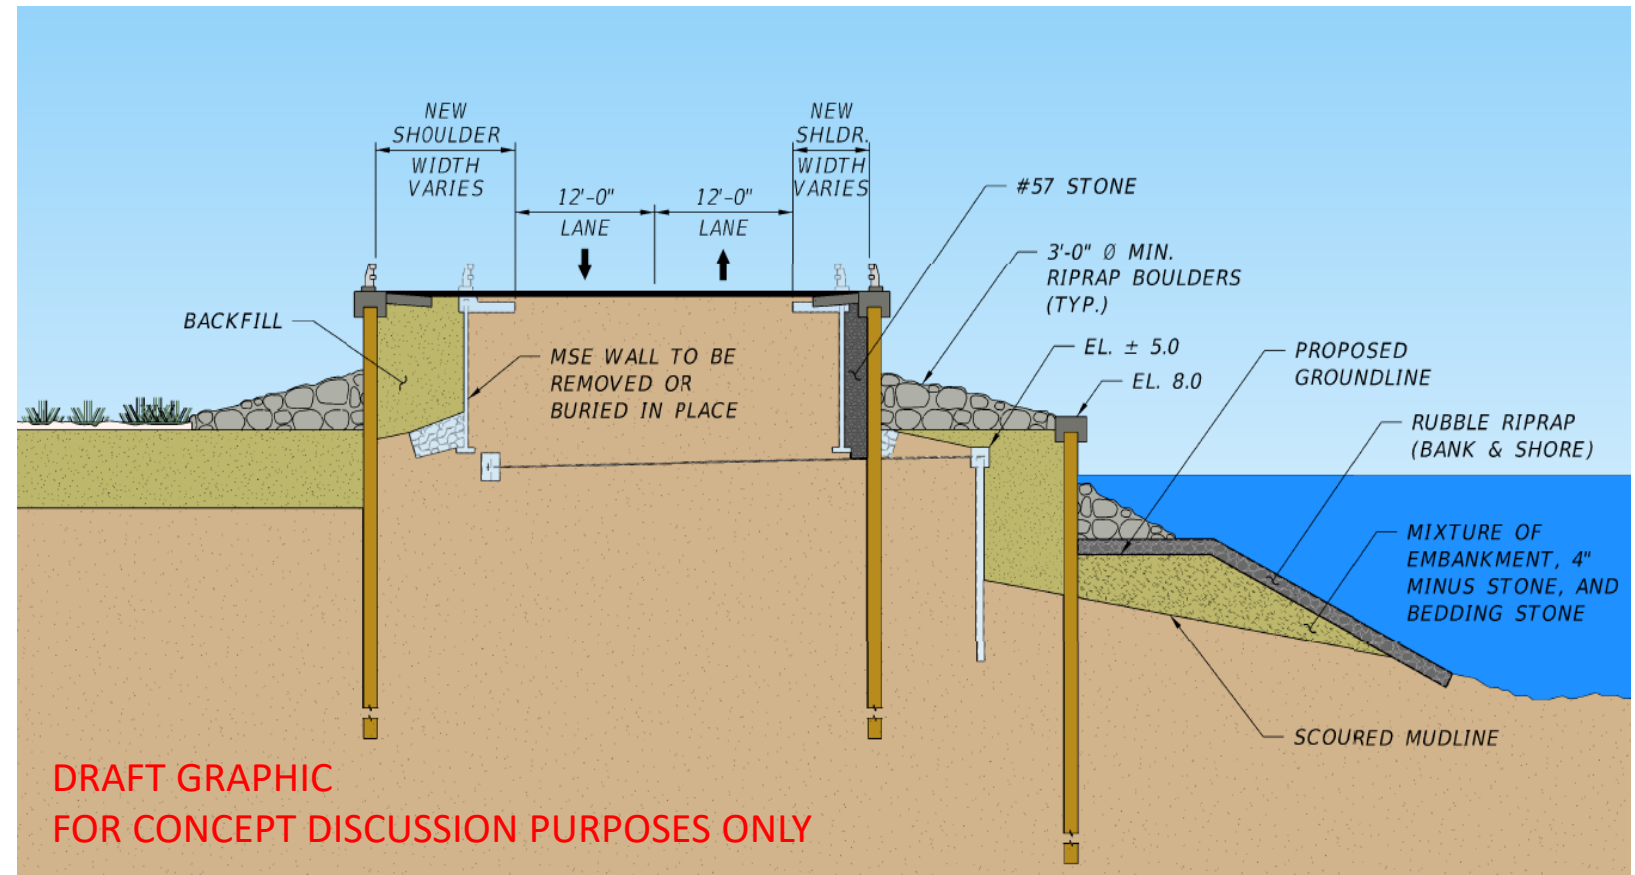 NEW
SHOULDER
WIDTH
VARIES
NEW
SHLDR.
WIDTH
VARIES
12'-0"
LANE
12'-0"
LANE
#57 STONE
3'-0" Ø MIN.
RIPRAP BOULDERS
(TYP.)
BACKFILL
MSE WALL TO BE
REMOVED OR
BURIED IN PLACE
EL. ± 5.0
EL. 8.0
PROPOSED
GROUNDLINE
RUBBLE RIPRAP
(BANK & SHORE)
MIXTURE OF
EMBANKMENT, 4"
MINUS STONE, AND
BEDDING STONE
SCOURED MUDLINE
DRAFT GRAPHIC
FOR CONCEPT DISCUSSION PURPOSES ONLY